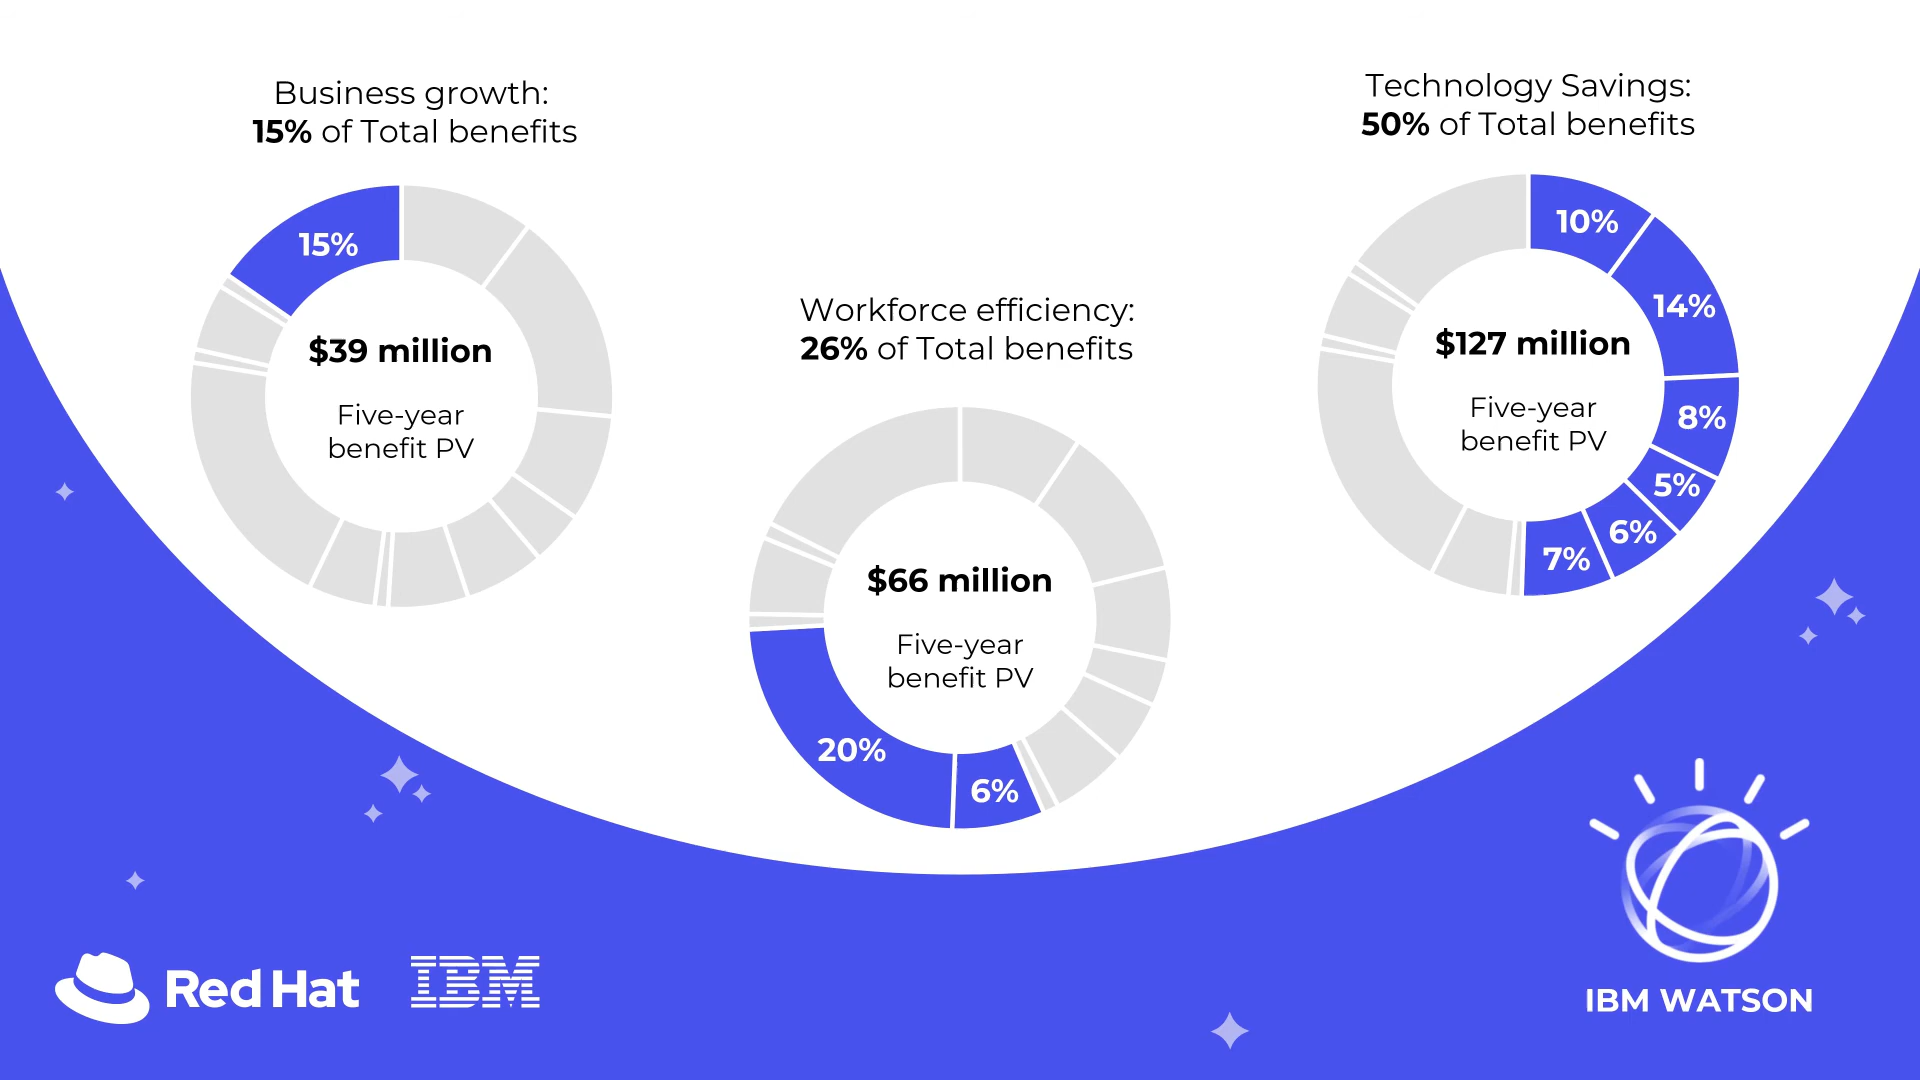 Business growth:
15% of Total benefits
15%
$39 million
Five-year
benefit PV
Workforce efficiency:
26% of Total benefits
$66 million
Five-year
benefit PV
20%
6%
Technology Savings:
50% of Total benefits
10%
14%
8%
5%
6%
7%
$127 million
Five-year
benefit PV
Red Hat
IBM
IBM WATSON